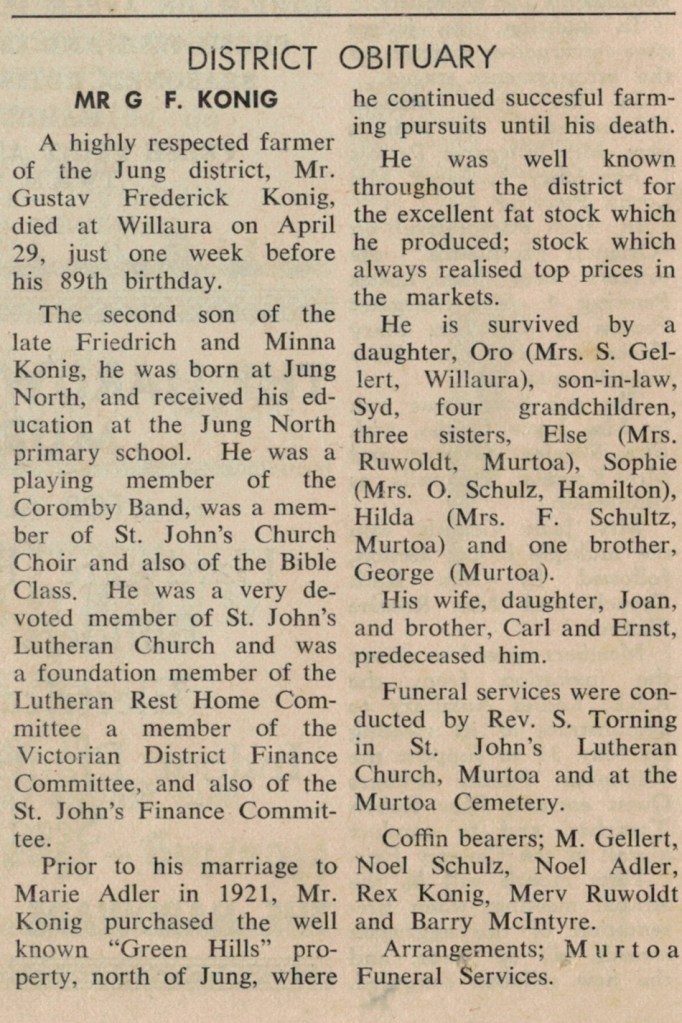 DISTRICT OBITUARY
MR G F. KONIG
A highly respected farmer
of the Jung district, Mr.
Gustav Frederick Konig,
died at Willaura on April
29, just one week before
his 89th birthday.
The second son of the
late Friedrich and Minna
Konig, he was born at Jung
North, and received his ed-
ucation at the Jung North
primary school. He was a
playing member of the
Coromby Band, was a mem-
ber of St. John's Church
Choir and also of the Bible
Class. He was a very de-
voted member of St. John's
Lutheran Church and was
a foundation member of the
Lutheran Rest Home Com-
mittee a member of the
Victorian District Finance
Committee, and also of the
St. John's Finance Commit-
tee.
Prior to his marriage to
Marie Adler in 1921, Mr.
Konig purchased the well
known "Green Hills" pro-
perty, north of Jung, where
he continued succesful farm-
ing pursuits until his death.
He was well known
throughout the district for
the excellent fat stock which
he produced; stock which
always realised top prices in
the markets.
He is survived by a
daughter, Oro (Mrs. S. Gel-
lert, Willaura), son-in-law,
Syd, four grandchildren,
three sisters, Else (Mrs.
Ruwoldt, Murtoa), Sophie
(Mrs. O. Schulz, Hamilton),
Hilda (Mrs. F. Schultz,
Murtoa) and one brother,
George (Murtoa).
His wife, daughter, Joan,
and brother, Carl and Ernst,
predeceased him.
Funeral services were con-
ducted by Rev. S. Torning
in St. John's Lutheran
Church, Murtoa and at the
Murtoa Cemetery.
Coffin bearers; M. Gellert,
Noel Schulz, Noel Adler,
Rex Konig, Merv Ruwoldt
and Barry McIntyre.
Arrangements; Murtoa
Funeral Services.